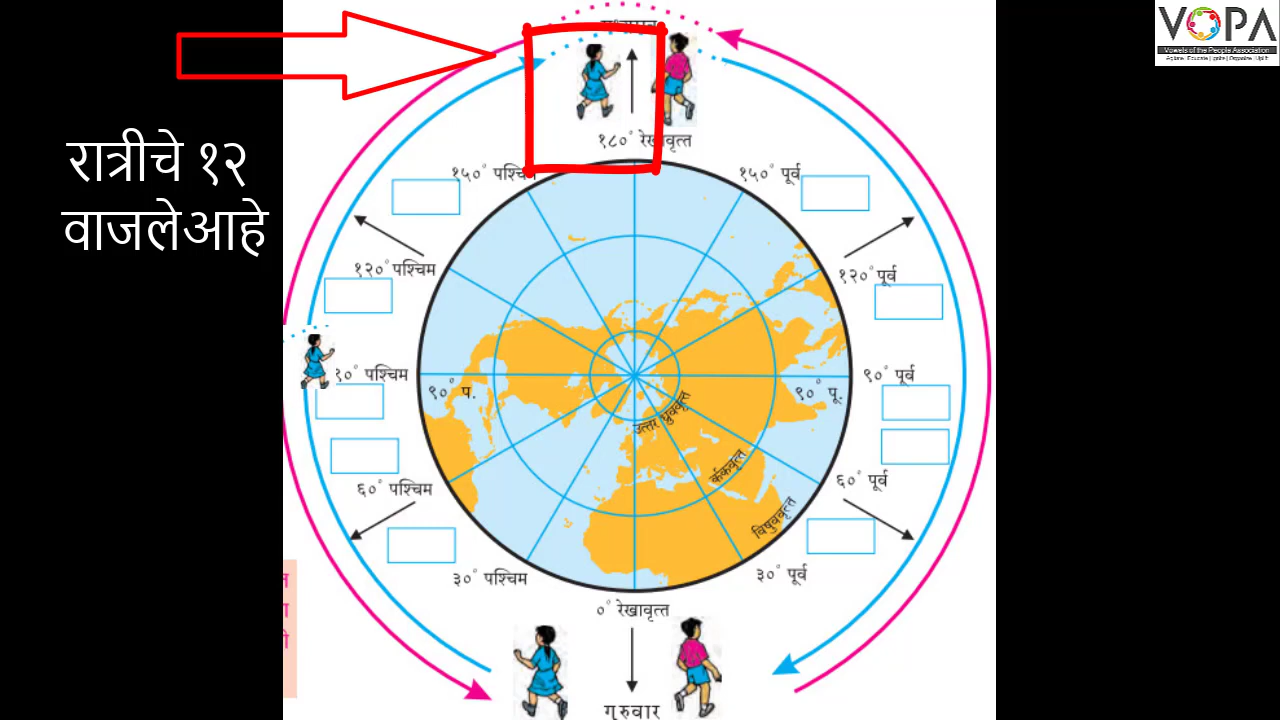 VOPA
Vowels of the People Association
रात्रीचे १२
वाजलेआहे
१८०° रेखावृत्त
१५०° पश्चिम
१५०° पूर्व
१२०° पश्चिम
१२०° पूर्व
९०° पश्चिम
९०° प.
९०° पू.
९०° पूर्व
उत्तर ध्रुववृत्त
कर्कवृत्त
विषुववृत्त
६०° पश्चिम
६०° पूर्व
३०° पश्चिम
३०° पूर्व
०° रेखावृत्त
गुरुवार